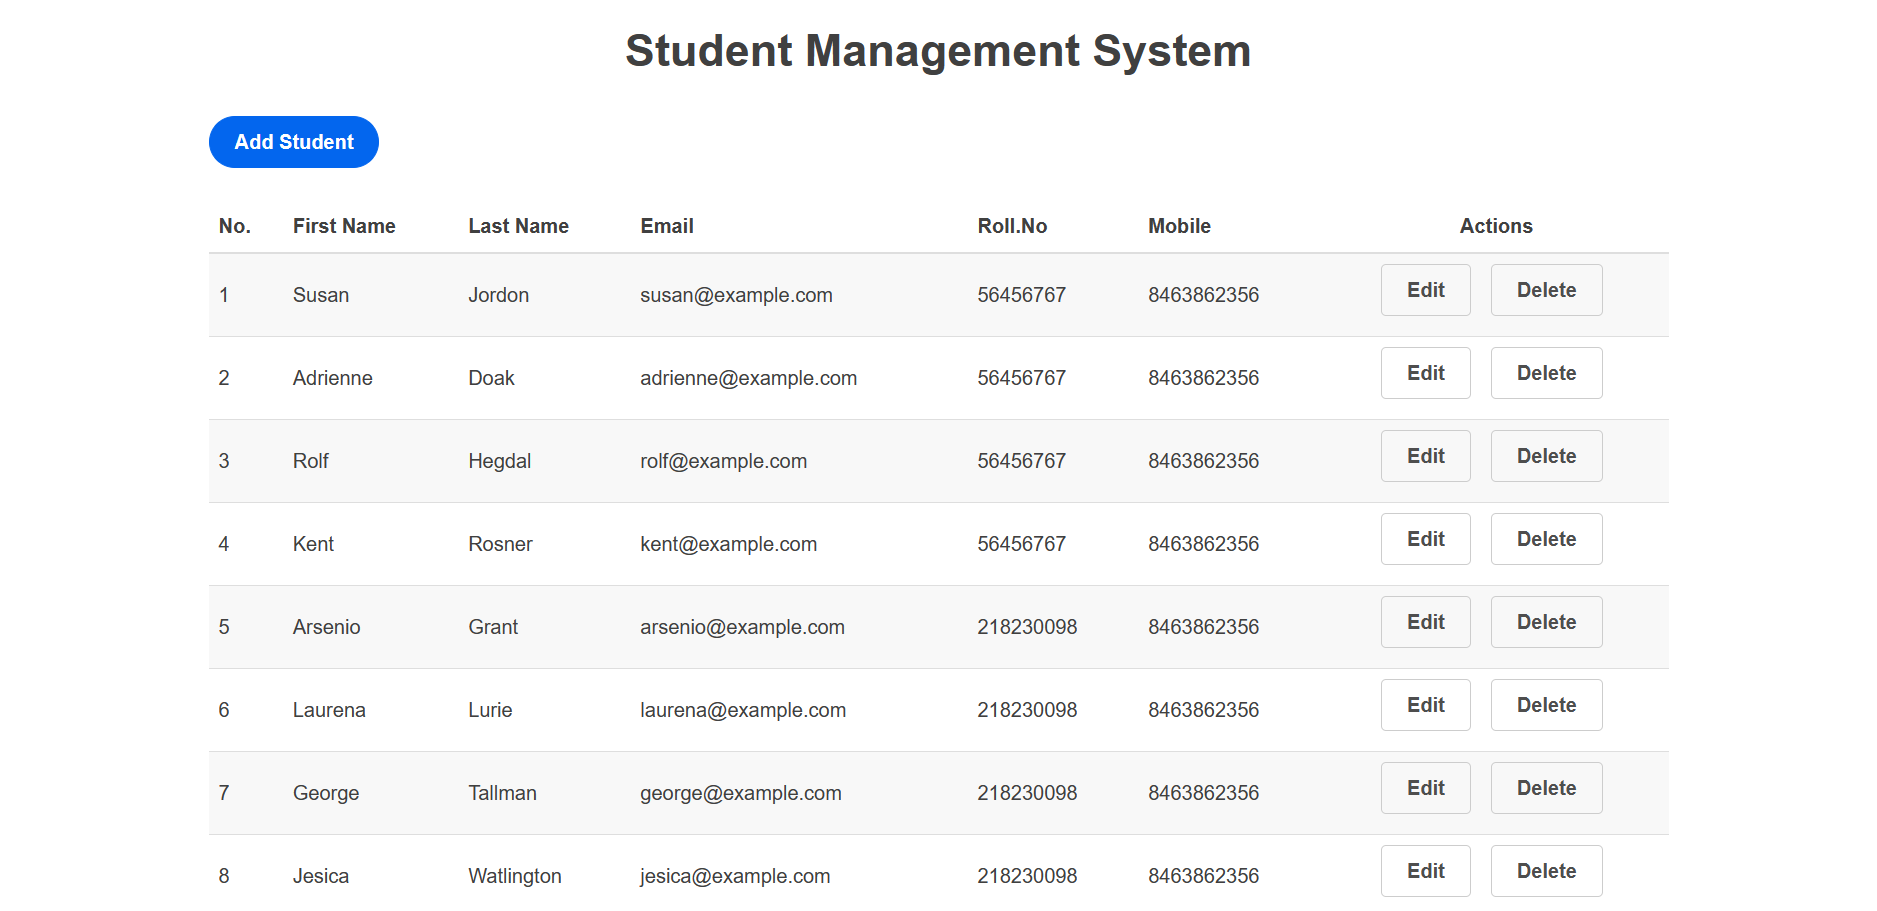 Student Management System
Add Student
No. First Name Last Name Email Roll.No Mobile Actions
1 Susan Jordon susan@example.com 56456767 8463862356 Edit Delete
2 Adrienne Doak adrienne@example.com 56456767 8463862356 Edit Delete
3 Rolf Hegdal rolf@example.com 56456767 8463862356 Edit Delete
4 Kent Rosner kent@example.com 56456767 8463862356 Edit Delete
5 Arsenio Grant arsenio@example.com 218230098 8463862356 Edit Delete
6 Laurena Lurie laurena@example.com 218230098 8463862356 Edit Delete
7 George Tallman george@example.com 218230098 8463862356 Edit Delete
8 Jesica Watlington jesica@example.com 218230098 8463862356 Edit Delete